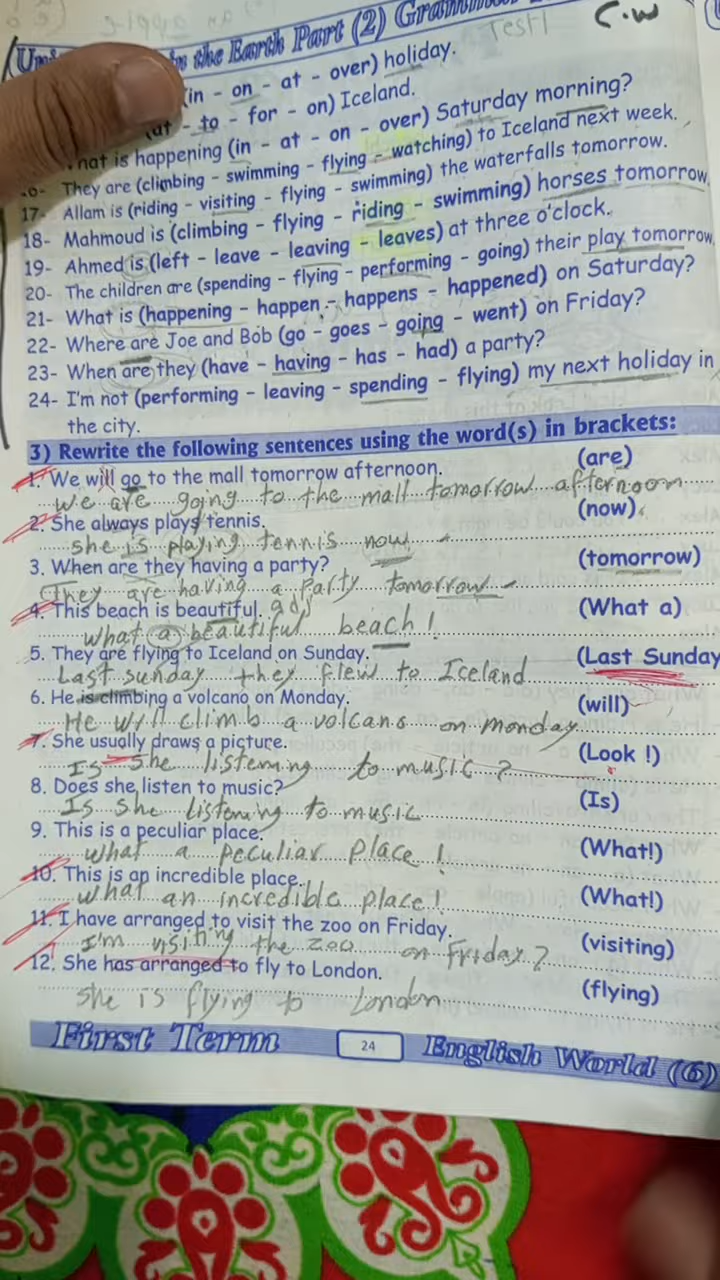 in the Earth Part (2)
Test 1 C.w
(in - on - at - over) holiday.
(at - to - for - on) Iceland.
is happening (in - at - on - over) Saturday morning?
They are (climbing - swimming - flying - watching) to Iceland next week.
17- Allam is (riding - visiting - flying - swimming) the waterfalls tomorrow.
18- Mahmoud is (climbing - flying - riding - swimming) horses tomorrow
19- Ahmed is (left - leave - leaving - leaves) at three o'clock.
20- The children are (spending - flying - performing - going) their play tomorrow
21- What is (happening - happen - happens - happened) on Saturday?
22- Where are Joe and Bob (go - goes - going - went) on Friday?
23- When are they (have - having - has - had) a party?
24- I'm not (performing - leaving - spending - flying) my next holiday in
the city.
3) Rewrite the following sentences using the word(s) in brackets:
1. We will go to the mall tomorrow afternoon. (are)
we are going to the mall tomorrow afternoon
2. She always plays tennis. (now)
she is playing tennis now
3. When are they having a party? (tomorrow)
They are having a party tomorrow
4. This beach is beautiful. adj (What a)
what a beautiful beach!
5. They are flying to Iceland on Sunday. (Last Sunday
Last sunday they flew to Iceland
6. He is climbing a volcano on Monday. (will)
He will climb a volcano on monday
7. She usually draws a picture. (Look !)
Is she listening to music?
8. Does she listen to music? (Is)
Is she listening to music
9. This is a peculiar place. (What!)
what a peculiar place!
10. This is an incredible place. (What!)
what an incredible place!
11. I have arranged to visit the zoo on Friday. (visiting)
I'm visiting the zoo on Friday?
12. She has arranged to fly to London. (flying)
she is flying to London
First Term 24 English World (6)